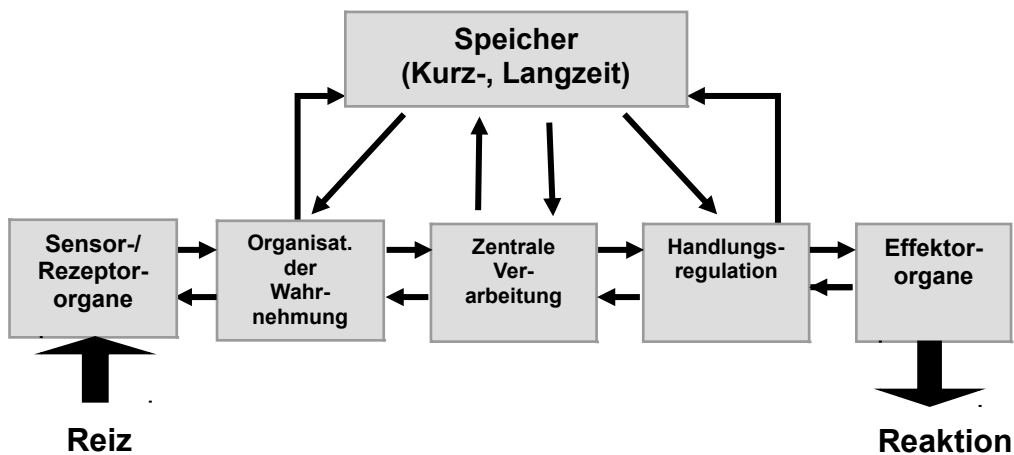 Speicher
(Kurz-, Langzeit)
Sensor-/
Rezeptor-
organe
Organisat.
der
Wahr-
nehmung
Zentrale
Ver-
arbeitung
Handlungs-
regulation
Effektor-
organe
Reiz
Reaktion